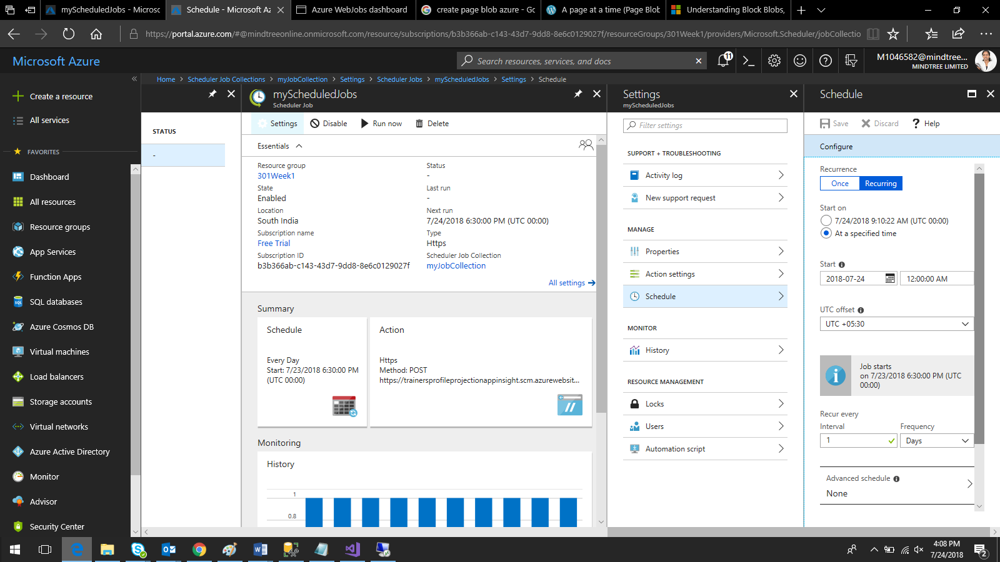 myScheduledJobs - Microsc
Schedule - Microsoft Az
Azure WebJobs dashboard
create page blob azure - Go
A page at a time (Page Blob
Understanding Block Blobs,
https://portal.azure.com/#@mindtreeonline.onmicrosoft.com/resource/subscriptions/b3b366ab-c143-43d7-9dd8-8e6c0129027f/resourceGroups/301Week1/providers/Microsoft.Scheduler/jobCollectio
Microsoft Azure
Search resources, services, and docs
11
M1046582@mindtree...
MINDTREE LIMITED
Home > Scheduler Job Collections > myJobCollection > Settings > Scheduler Jobs > myScheduledJobs > Settings > Schedule
Create a resource
All services
FAVORITES
Dashboard
All resources
Resource groups
App Services
Function Apps
SQL databases
Azure Cosmos DB
Virtual machines
Load balancers
Storage accounts
Virtual networks
Azure Active Directory
Monitor
Advisor
Security Center
STATUS
-
myScheduledJobs
Scheduler Job
Settings
Disable
Run now
Delete
Essentials
Resource group
301Week1
State
Enabled
Location
South India
Subscription name
Free Trial
Subscription ID
b3b366ab-c143-43d7-9dd8-8e6c0129027f
Status
-
Last run
-
Next run
7/24/2018 6:30:00 PM (UTC 00:00)
Type
Https
Scheduler Job Collection
myJobCollection
All settings
Summary
Schedule
Every Day
Start: 7/23/2018 6:30:00 PM
(UTC 00:00)
Action
Https
Method: POST
https://trainersprofileprojectionappinsight.scm.azurewebsit...
Monitoring
History
1
0.8
Settings
myScheduledJobs
Filter settings
SUPPORT + TROUBLESHOOTING
Activity log
New support request
MANAGE
Properties
Action settings
Schedule
MONITOR
History
RESOURCE MANAGEMENT
Locks
Users
Automation script
Schedule
Save
Discard
Help
Configure
Recurrence
Once
Recurring
Start on
7/24/2018 9:10:22 AM (UTC 00:00)
At a specified time
Start
2018-07-24
12:00:00 AM
UTC offset
UTC +05:30
Job starts
on 7/23/2018 6:30:00 PM (UTC
00:00)
Recur every
Interval
Frequency
1
Days
Advanced schedule
None
4:08 PM
7/24/2018
2